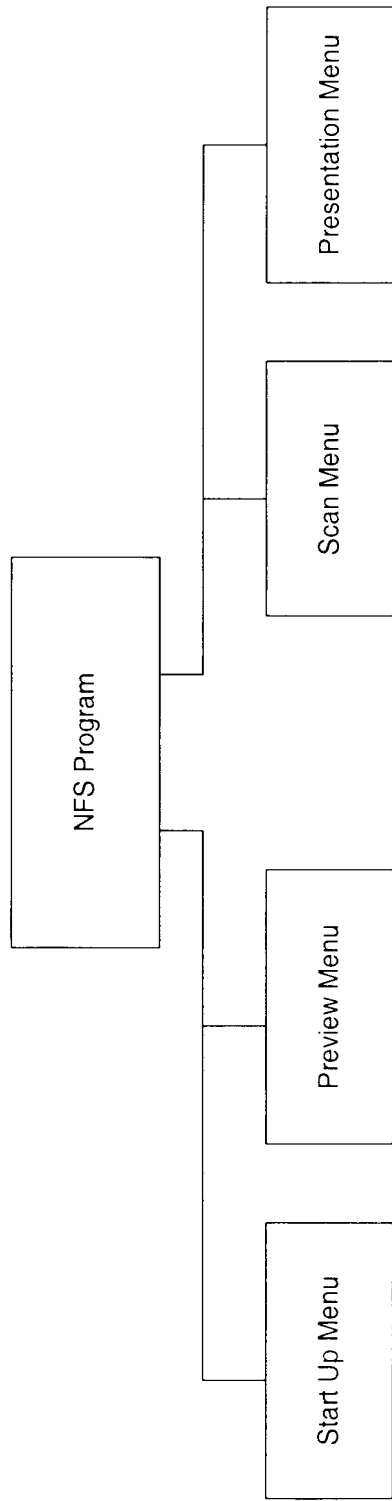 NFS Program
Start Up Menu
Preview Menu
Scan Menu
Presentation Menu